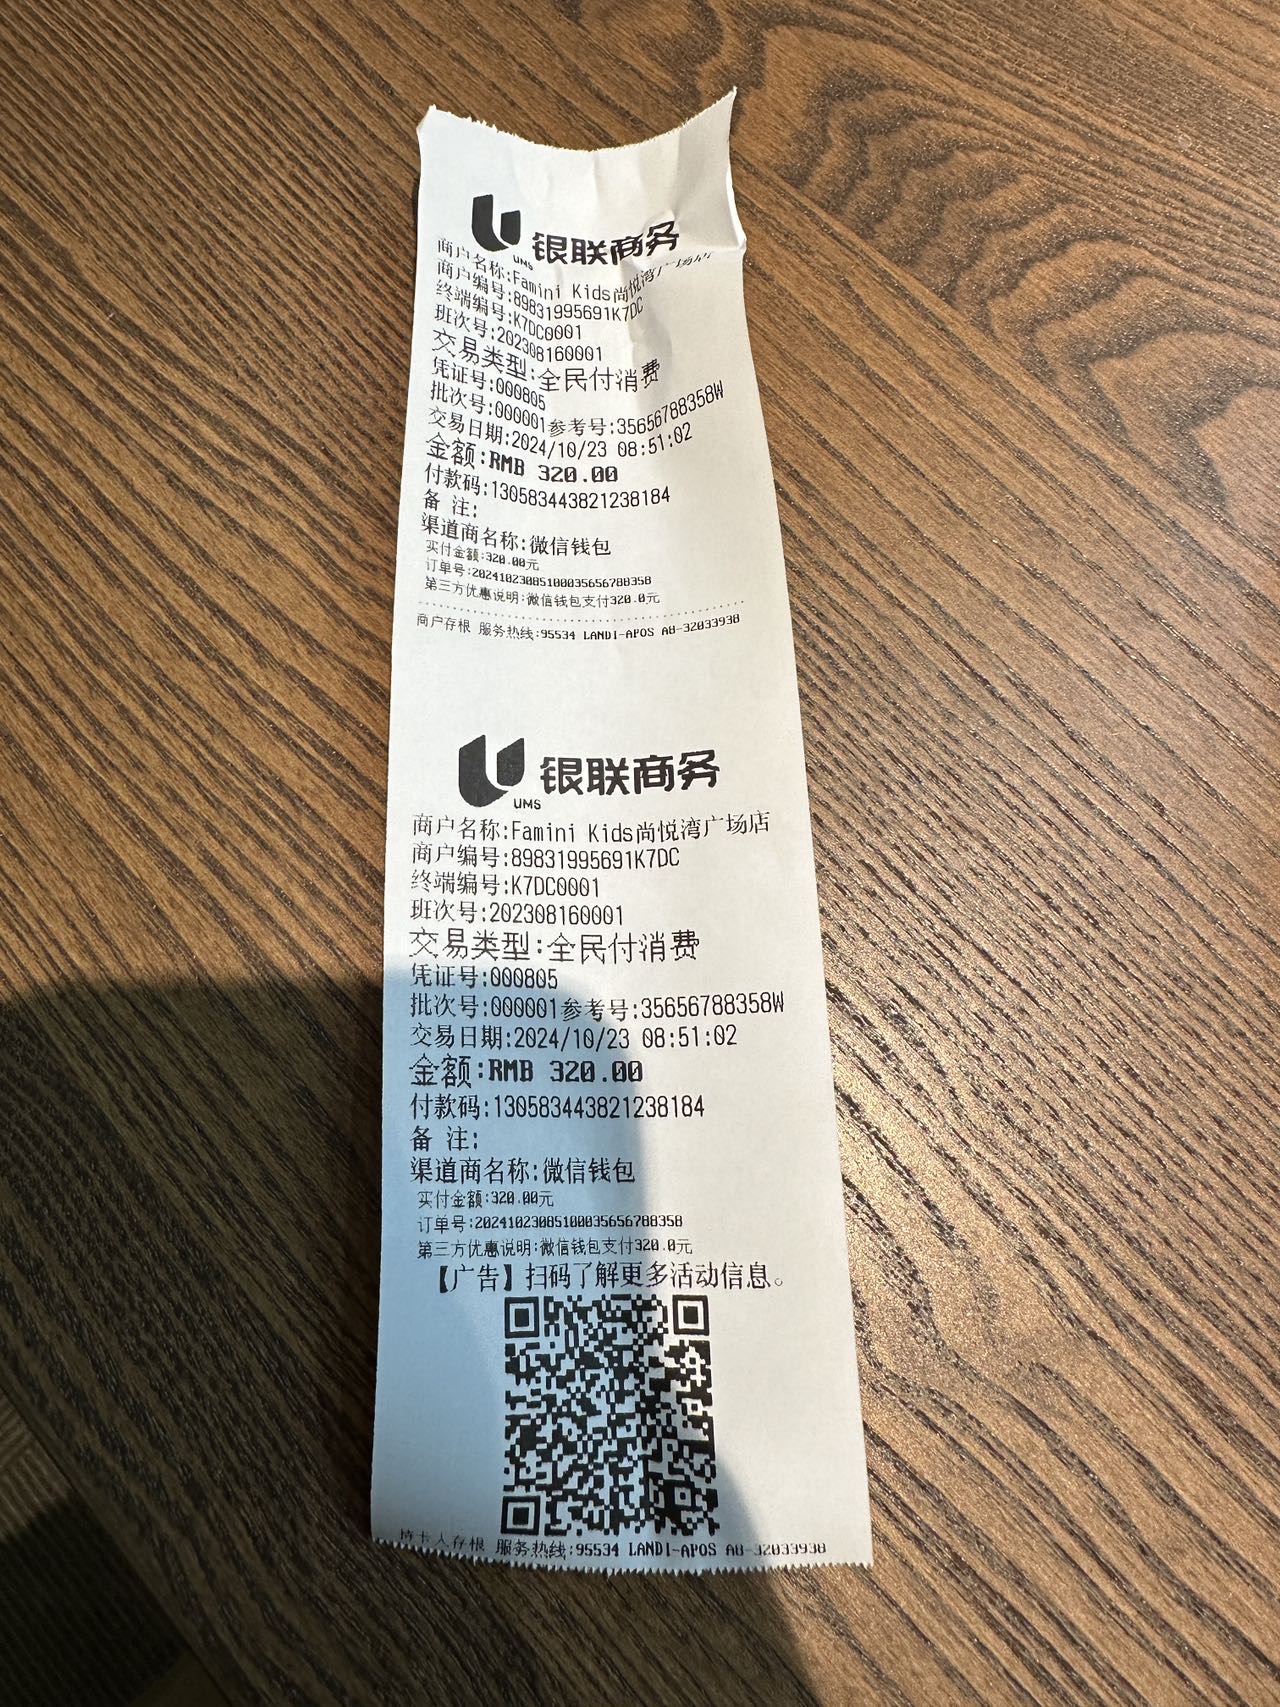 UMS 银联商务
商户名称:Famini Kids尚悦湾广场店
商户编号:89831995691K7DC
终端编号:K7DC0001
班次号:202308160001
交易类型:全民付消费
凭证号:000805
批次号:000001参考号:35656788358W
交易日期:2024/10/23 08:51:02
金额:RMB 320.00
付款码:130583443821238184
备 注:
渠道商名称:微信钱包
实付金额:320.00元
订单号:20241023085100035656788358
第三方优惠说明:微信钱包支付320.0元
商户存根 服务热线:95534 LANDI-APOS A8-32033938
UMS 银联商务
商户名称:Famini Kids尚悦湾广场店
商户编号:89831995691K7DC
终端编号:K7DC0001
班次号:202308160001
交易类型:全民付消费
凭证号:000805
批次号:000001参考号:35656788358W
交易日期:2024/10/23 08:51:02
金额:RMB 320.00
付款码:130583443821238184
备 注:
渠道商名称:微信钱包
实付金额:320.00元
订单号:20241023085100035656788358
第三方优惠说明:微信钱包支付320.0元
【广告】扫码了解更多活动信息。
持卡人存根 服务热线:95534 LANDI-APOS A8-32033938